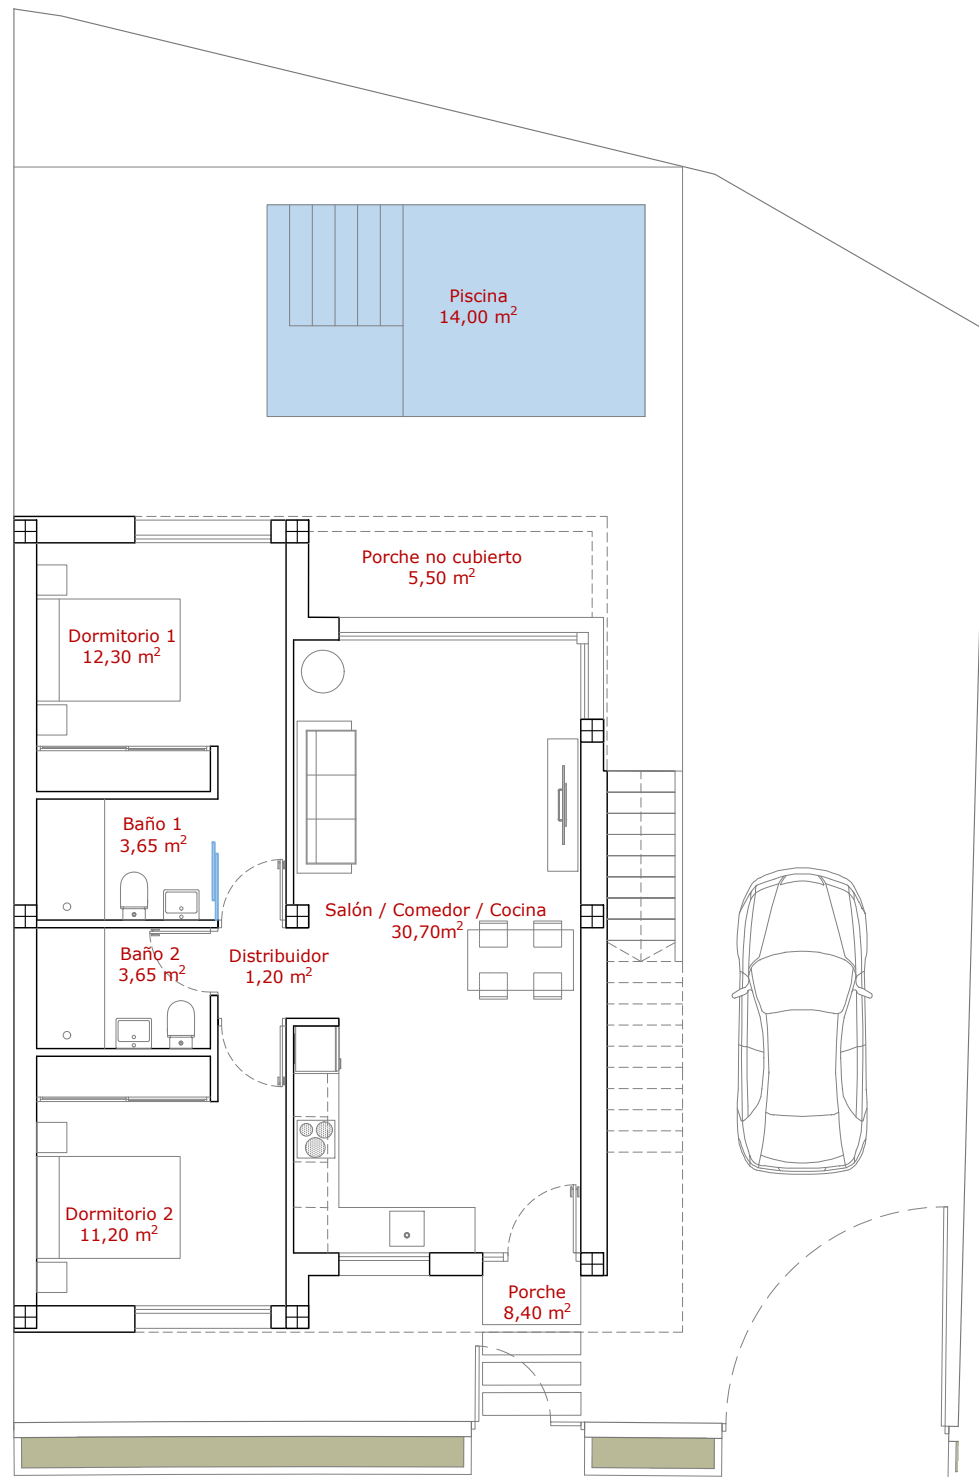 Piscina
14,00 m²
Porche no cubierto
5,50 m²
Dormitorio 1
12,30 m²
Baño 1
3,65 m²
Salón / Comedor / Cocina
30,70m²
Baño 2
3,65 m²
Distribuidor
1,20 m²
Dormitorio 2
11,20 m²
Porche
8,40 m²